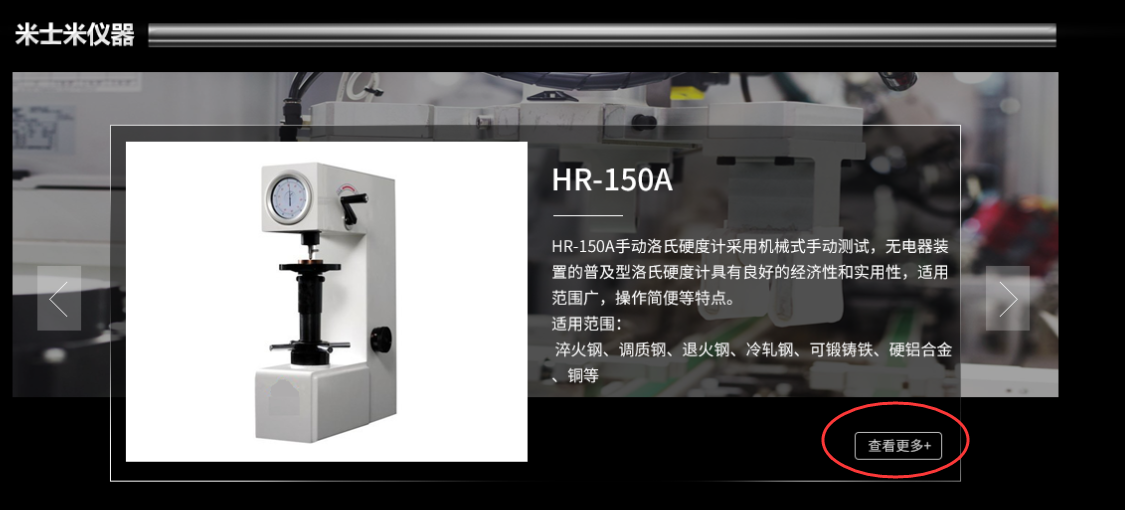 米士米仪器
HR-150A
HR-150A手动洛氏硬度计采用机械式手动测试，无电器装
置的普及型洛氏硬度计具有良好的经济性和实用性，适用
范围广，操作简便等特点。
适用范围：
淬火钢、调质钢、退火钢、冷轧钢、可锻铸铁、硬铝合金
、铜等
查看更多+